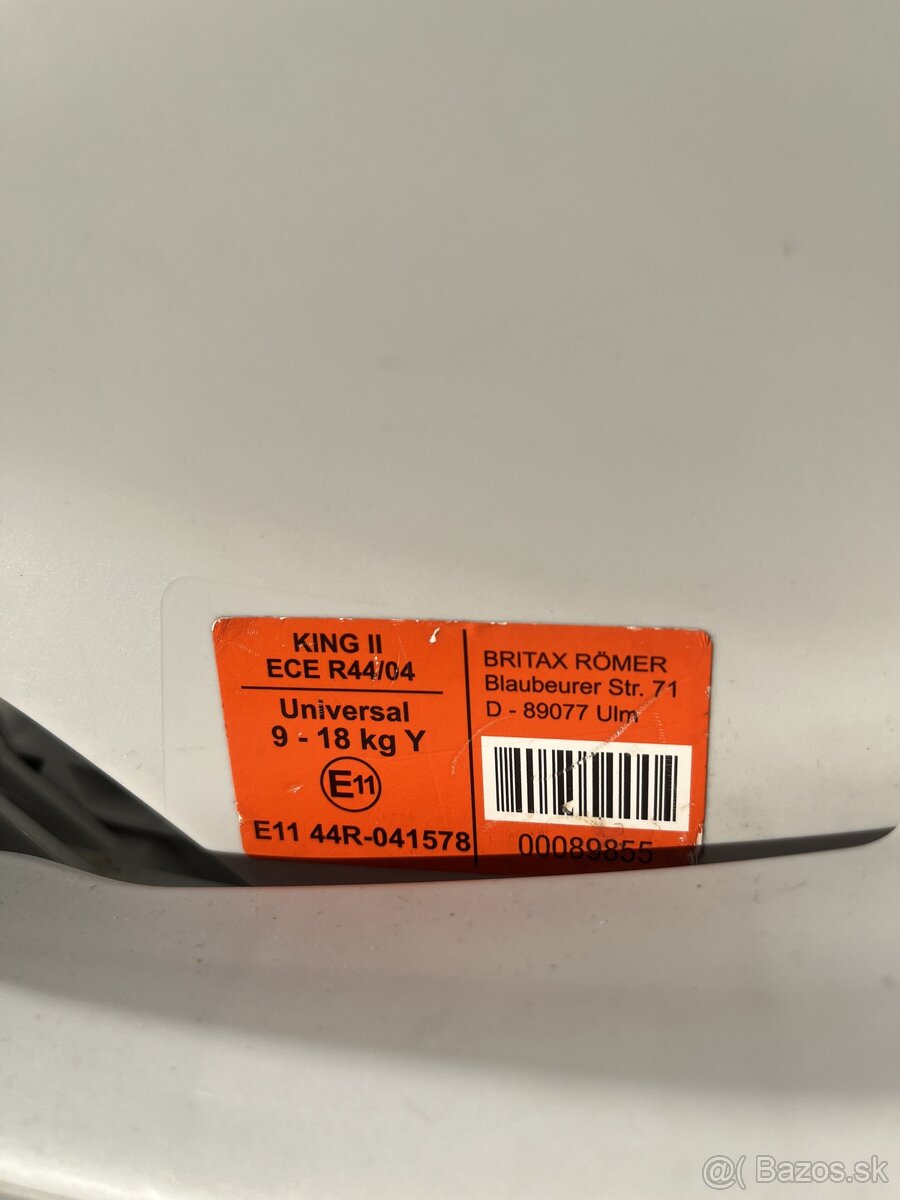 KING II
ECE R44/04
Universal
9 - 18 kg Y
E11
E11 44R-041578
BRITAX RÖMER
Blaubeurer Str. 71
D - 89077 Ulm
00089855
@( Bazos.sk